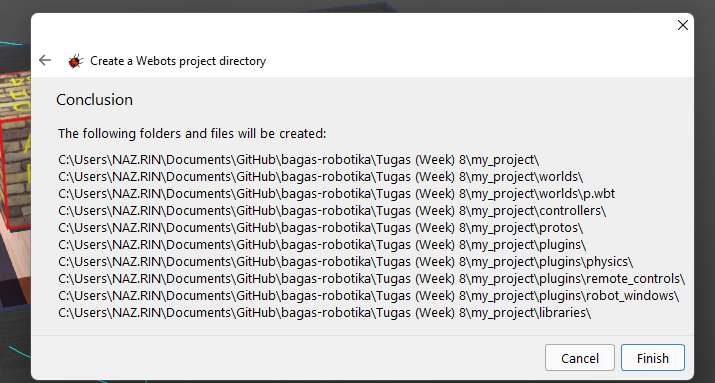 Create a Webots project directory
Conclusion
The following folders and files will be created:
C:\Users\NAZ.RIN\Documents\GitHub\bagas-robotika\Tugas (Week) 8\my_project\
C:\Users\NAZ.RIN\Documents\GitHub\bagas-robotika\Tugas (Week) 8\my_project\worlds\
C:\Users\NAZ.RIN\Documents\GitHub\bagas-robotika\Tugas (Week) 8\my_project\worlds\p.wbt
C:\Users\NAZ.RIN\Documents\GitHub\bagas-robotika\Tugas (Week) 8\my_project\controllers\
C:\Users\NAZ.RIN\Documents\GitHub\bagas-robotika\Tugas (Week) 8\my_project\protos\
C:\Users\NAZ.RIN\Documents\GitHub\bagas-robotika\Tugas (Week) 8\my_project\plugins\
C:\Users\NAZ.RIN\Documents\GitHub\bagas-robotika\Tugas (Week) 8\my_project\plugins\physics\
C:\Users\NAZ.RIN\Documents\GitHub\bagas-robotika\Tugas (Week) 8\my_project\plugins\remote_controls\
C:\Users\NAZ.RIN\Documents\GitHub\bagas-robotika\Tugas (Week) 8\my_project\plugins\robot_windows\
C:\Users\NAZ.RIN\Documents\GitHub\bagas-robotika\Tugas (Week) 8\my_project\libraries\
Cancel Finish